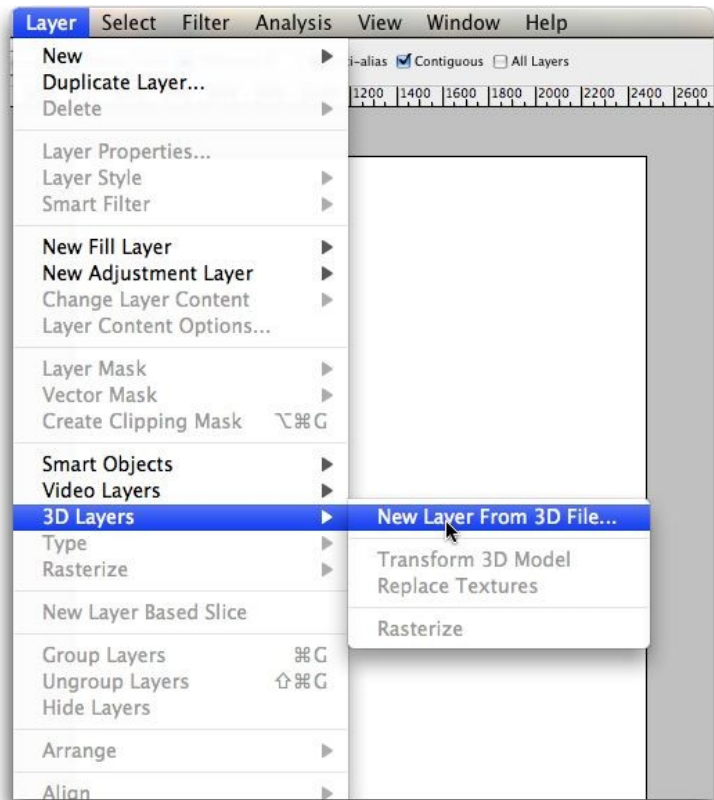 Layer Select Filter Analysis View Window Help
i-alias Contiguous All Layers
1200 1400 1600 1800 2000 2200 2400 2600
New
Duplicate Layer...
Delete
Layer Properties...
Layer Style
Smart Filter
New Fill Layer
New Adjustment Layer
Change Layer Content
Layer Content Options...
Layer Mask
Vector Mask
Create Clipping Mask ⌥⌘G
Smart Objects
Video Layers
3D Layers
New Layer From 3D File...
Transform 3D Model
Replace Textures
Rasterize
Type
Rasterize
New Layer Based Slice
Group Layers ⌘G
Ungroup Layers ⇧⌘G
Hide Layers
Arrange
Align